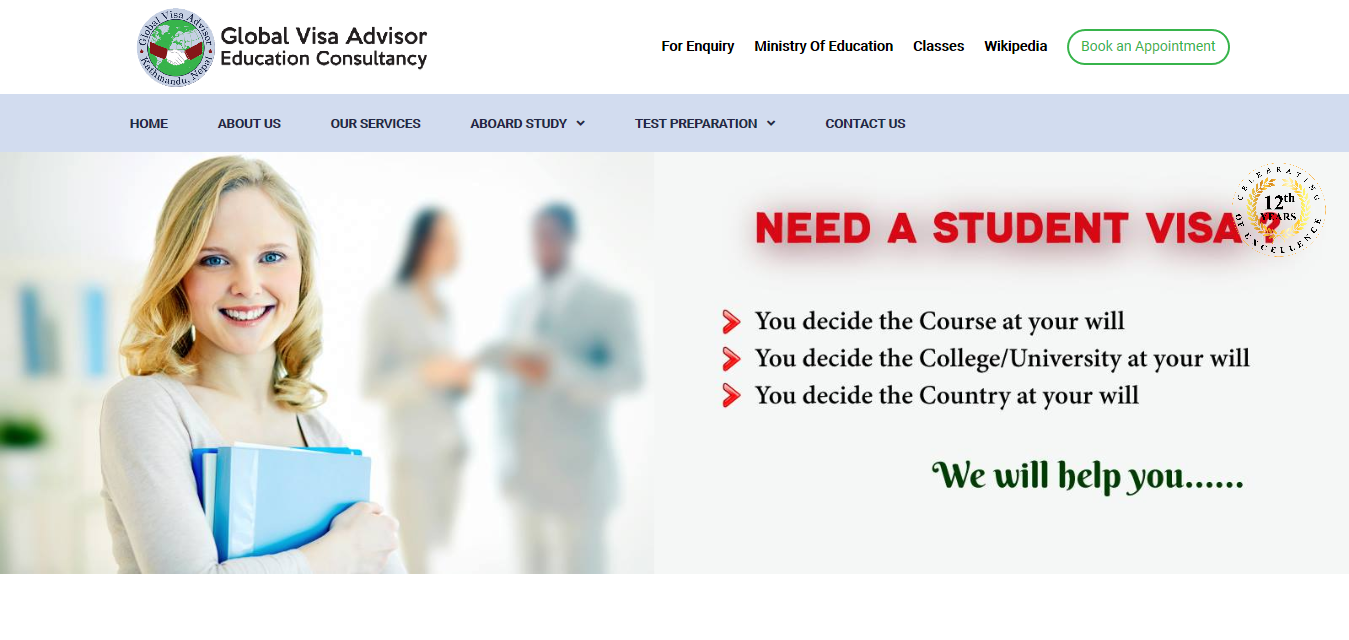 Global Visa Advisor
Kathmandu, Nepal
Global Visa Advisor
Education Consultancy
For Enquiry
Ministry Of Education
Classes
Wikipedia
Book an Appointment
HOME
ABOUT US
OUR SERVICES
ABOARD STUDY
TEST PREPARATION
CONTACT US
NEED A STUDENT VISA ?
CELEBRATING
12th
YEARS
OF EXCELLENCE
You decide the Course at your will
You decide the College/University at your will
You decide the Country at your will
We will help you......